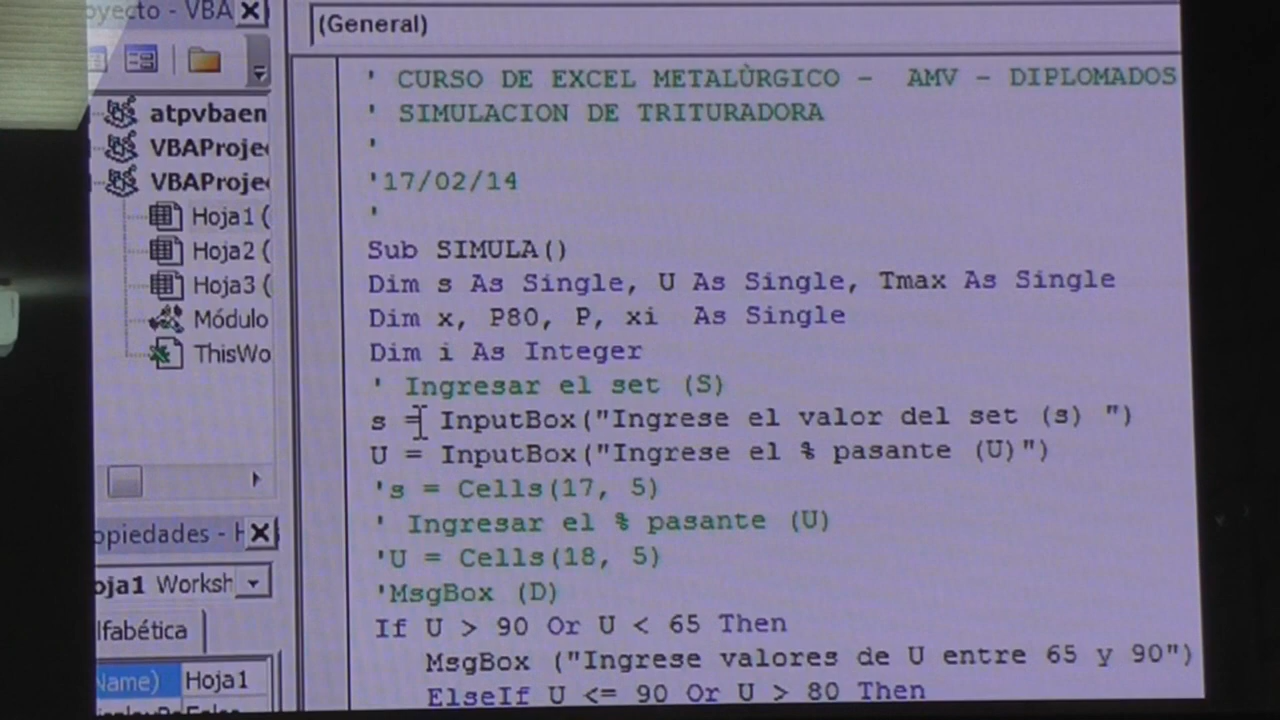 oyecto - VBA
(General)
atpvbaen
VBAProje
VBAProje
Hoja1 (
Hoja2 (
Hoja3 (
Módulo
ThisWo
opiedades - H
oja1 Worksh
lfabética
Name) Hoja1
' CURSO DE EXCEL METALÙRGICO - AMV - DIPLOMADOS
' SIMULACION DE TRITURADORA
'
'17/02/14
'
Sub SIMULA()
Dim s As Single, U As Single, Tmax As Single
Dim x, P80, P, xi As Single
Dim i As Integer
' Ingresar el set (S)
s = InputBox("Ingrese el valor del set (s) ")
U = InputBox("Ingrese el % pasante (U)")
's = Cells(17, 5)
' Ingresar el % pasante (U)
'U = Cells(18, 5)
'MsgBox (D)
If U > 90 Or U < 65 Then
MsgBox ("Ingrese valores de U entre 65 y 90")
ElseIf U <= 90 Or U > 80 Then